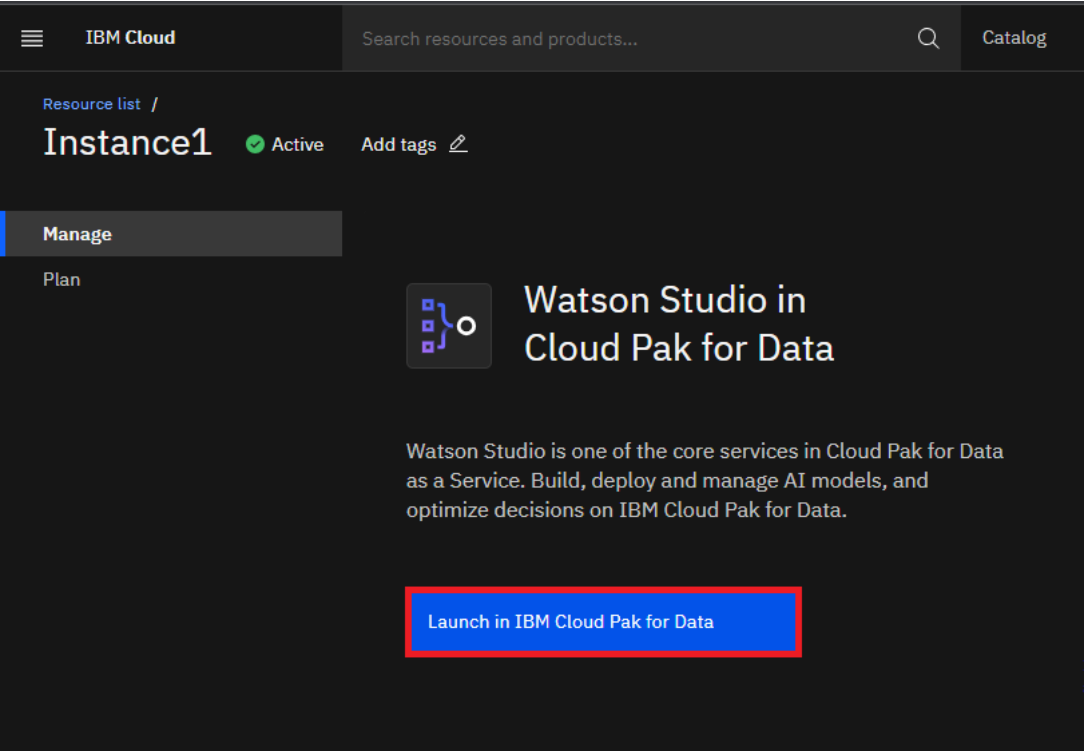 IBM Cloud
Search resources and products...
Catalog
Resource list /
Instance1
Active
Add tags
Manage
Plan
Watson Studio in
Cloud Pak for Data
Watson Studio is one of the core services in Cloud Pak for Data
as a Service. Build, deploy and manage AI models, and
optimize decisions on IBM Cloud Pak for Data.
Launch in IBM Cloud Pak for Data